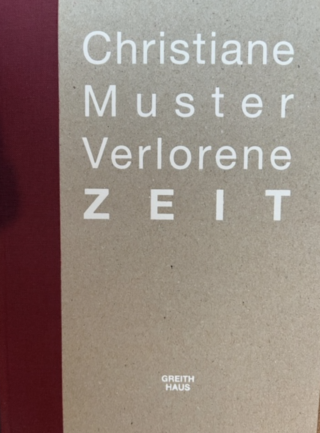 Christiane
Muster
Verlorene
ZEIT
GREITH
HAUS